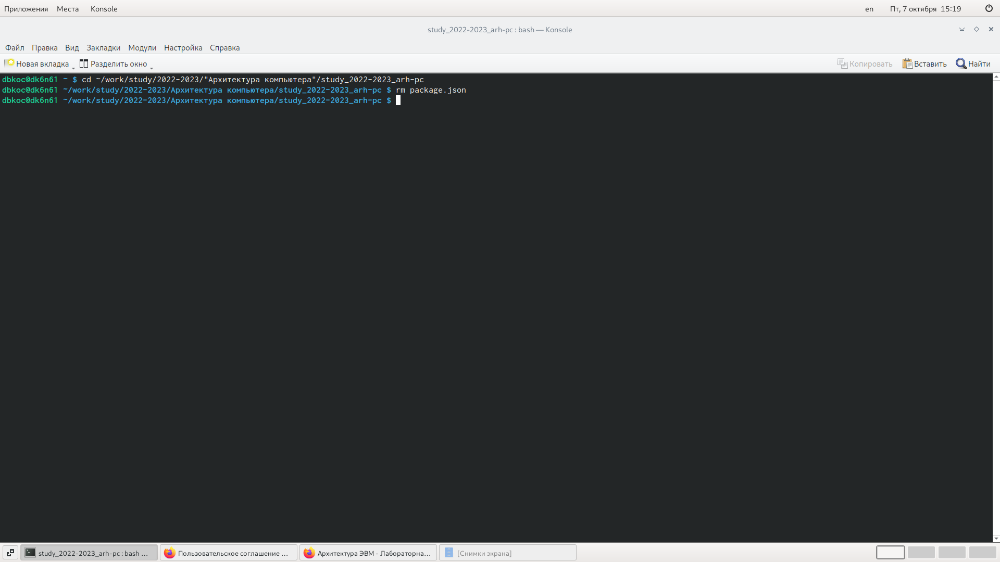 Приложения Места Konsole en Пт, 7 октября 15:19
study_2022-2023_arh-pc : bash — Konsole
Файл Правка Вид Закладки Модули Настройка Справка
Новая вкладка Разделить окно Копировать Вставить Найти
dbkoc@dk6n61 ~ $ cd ~/work/study/2022-2023/"Архитектура компьютера"/study_2022-2023_arh-pc
dbkoc@dk6n61 ~/work/study/2022-2023/Архитектура компьютера/study_2022-2023_arh-pc $ rm package.json
dbkoc@dk6n61 ~/work/study/2022-2023/Архитектура компьютера/study_2022-2023_arh-pc $
study_2022-2023_arh-pc : bash ... Пользовательское соглашение ... Архитектура ЭВМ - Лабораторна... [Снимки экрана]